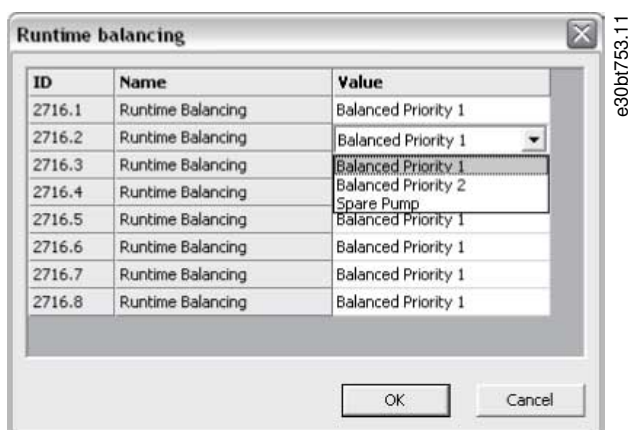 Runtime balancing
ID Name Value
2716.1 Runtime Balancing Balanced Priority 1
2716.2 Runtime Balancing Balanced Priority 1
2716.3 Runtime Balancing Balanced Priority 1
2716.4 Runtime Balancing Balanced Priority 2
Spare Pump
2716.5 Runtime Balancing Balanced Priority 1
2716.6 Runtime Balancing Balanced Priority 1
2716.7 Runtime Balancing Balanced Priority 1
2716.8 Runtime Balancing Balanced Priority 1
OK Cancel
e30bt753.11